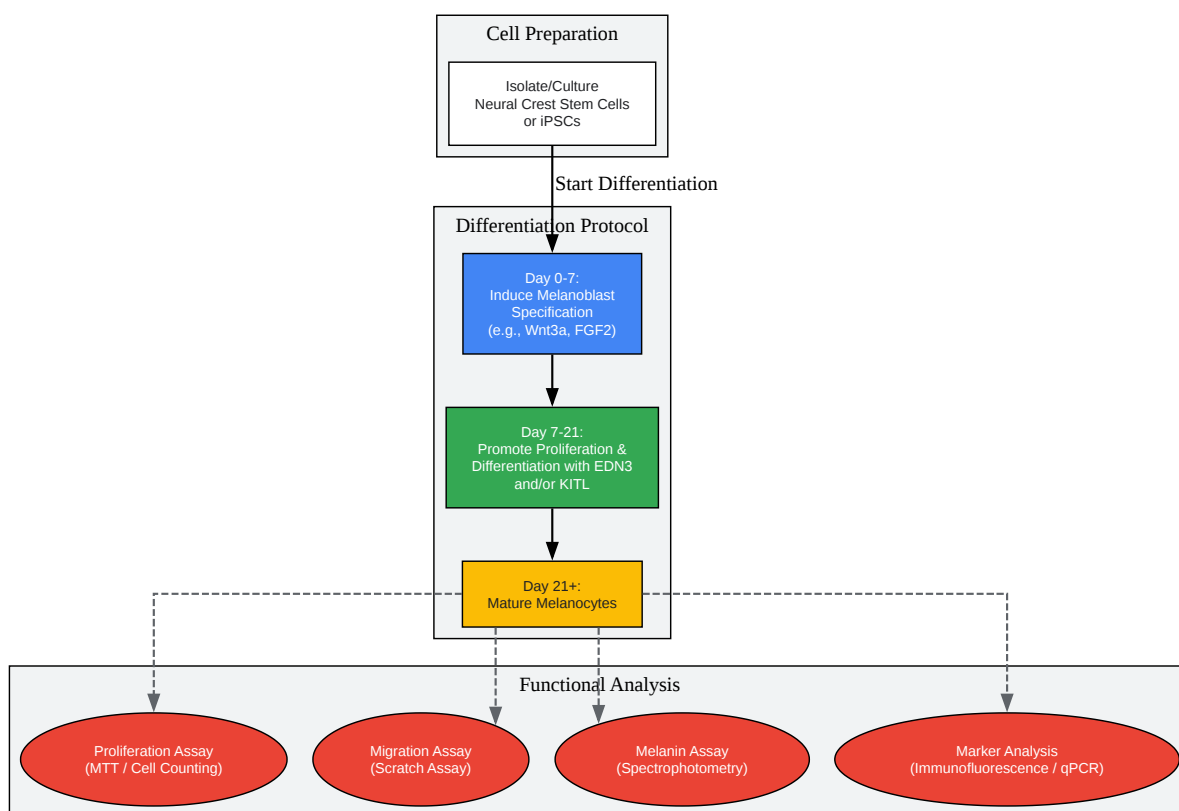 Cell Preparation
Isolate/Culture
Neural Crest Stem Cells
or iPSCs
Start Differentiation
Differentiation Protocol
Day 0-7:
Induce Melanoblast
Specification
(e.g., Wnt3a, FGF2)
Day 7-21:
Promote Proliferation &
Differentiation with EDN3
and/or KITL
Day 21+:
Mature Melanocytes
Functional Analysis
Proliferation Assay
(MTT / Cell Counting)
Migration Assay
(Scratch Assay)
Melanin Assay
(Spectrophotometry)
Marker Analysis
(Immunofluorescence / qPCR)